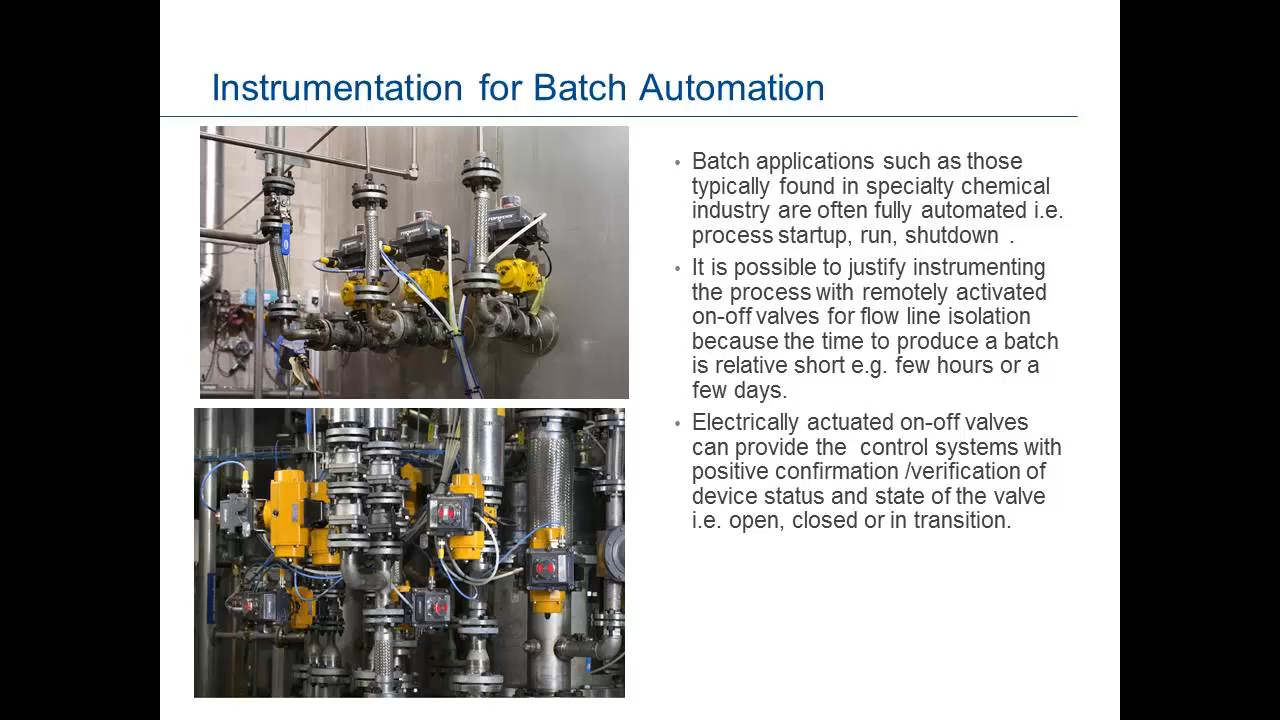 Instrumentation for Batch Automation
• Batch applications such as those
typically found in specialty chemical
industry are often fully automated i.e.
process startup, run, shutdown .
• It is possible to justify instrumenting
the process with remotely activated
on-off valves for flow line isolation
because the time to produce a batch
is relative short e.g. few hours or a
few days.
• Electrically actuated on-off valves
can provide the control systems with
positive confirmation /verification of
device status and state of the valve
i.e. open, closed or in transition.